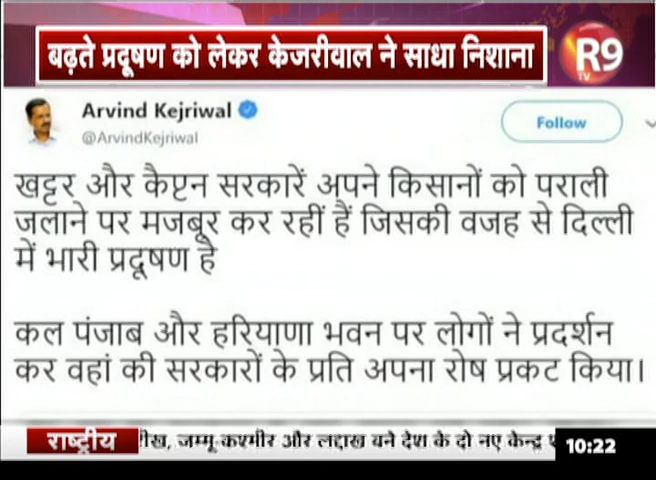 बढ़ते प्रदूषण को लेकर केजरीवाल ने साधा निशाना
R9
TV
Arvind Kejriwal
@ArvindKejriwal
Follow
खट्टर और कैप्टन सरकारें अपने किसानों को पराली
जलाने पर मजबूर कर रहीं हैं जिसकी वजह से दिल्ली
में भारी प्रदूषण है
कल पंजाब और हरियाणा भवन पर लोगों ने प्रदर्शन
कर वहां की सरकारों के प्रति अपना रोष प्रकट किया।
राष्ट्रीय
जम्मू-कश्मीर और लद्दाख बने देश के दो नए केन्द्र
10:22